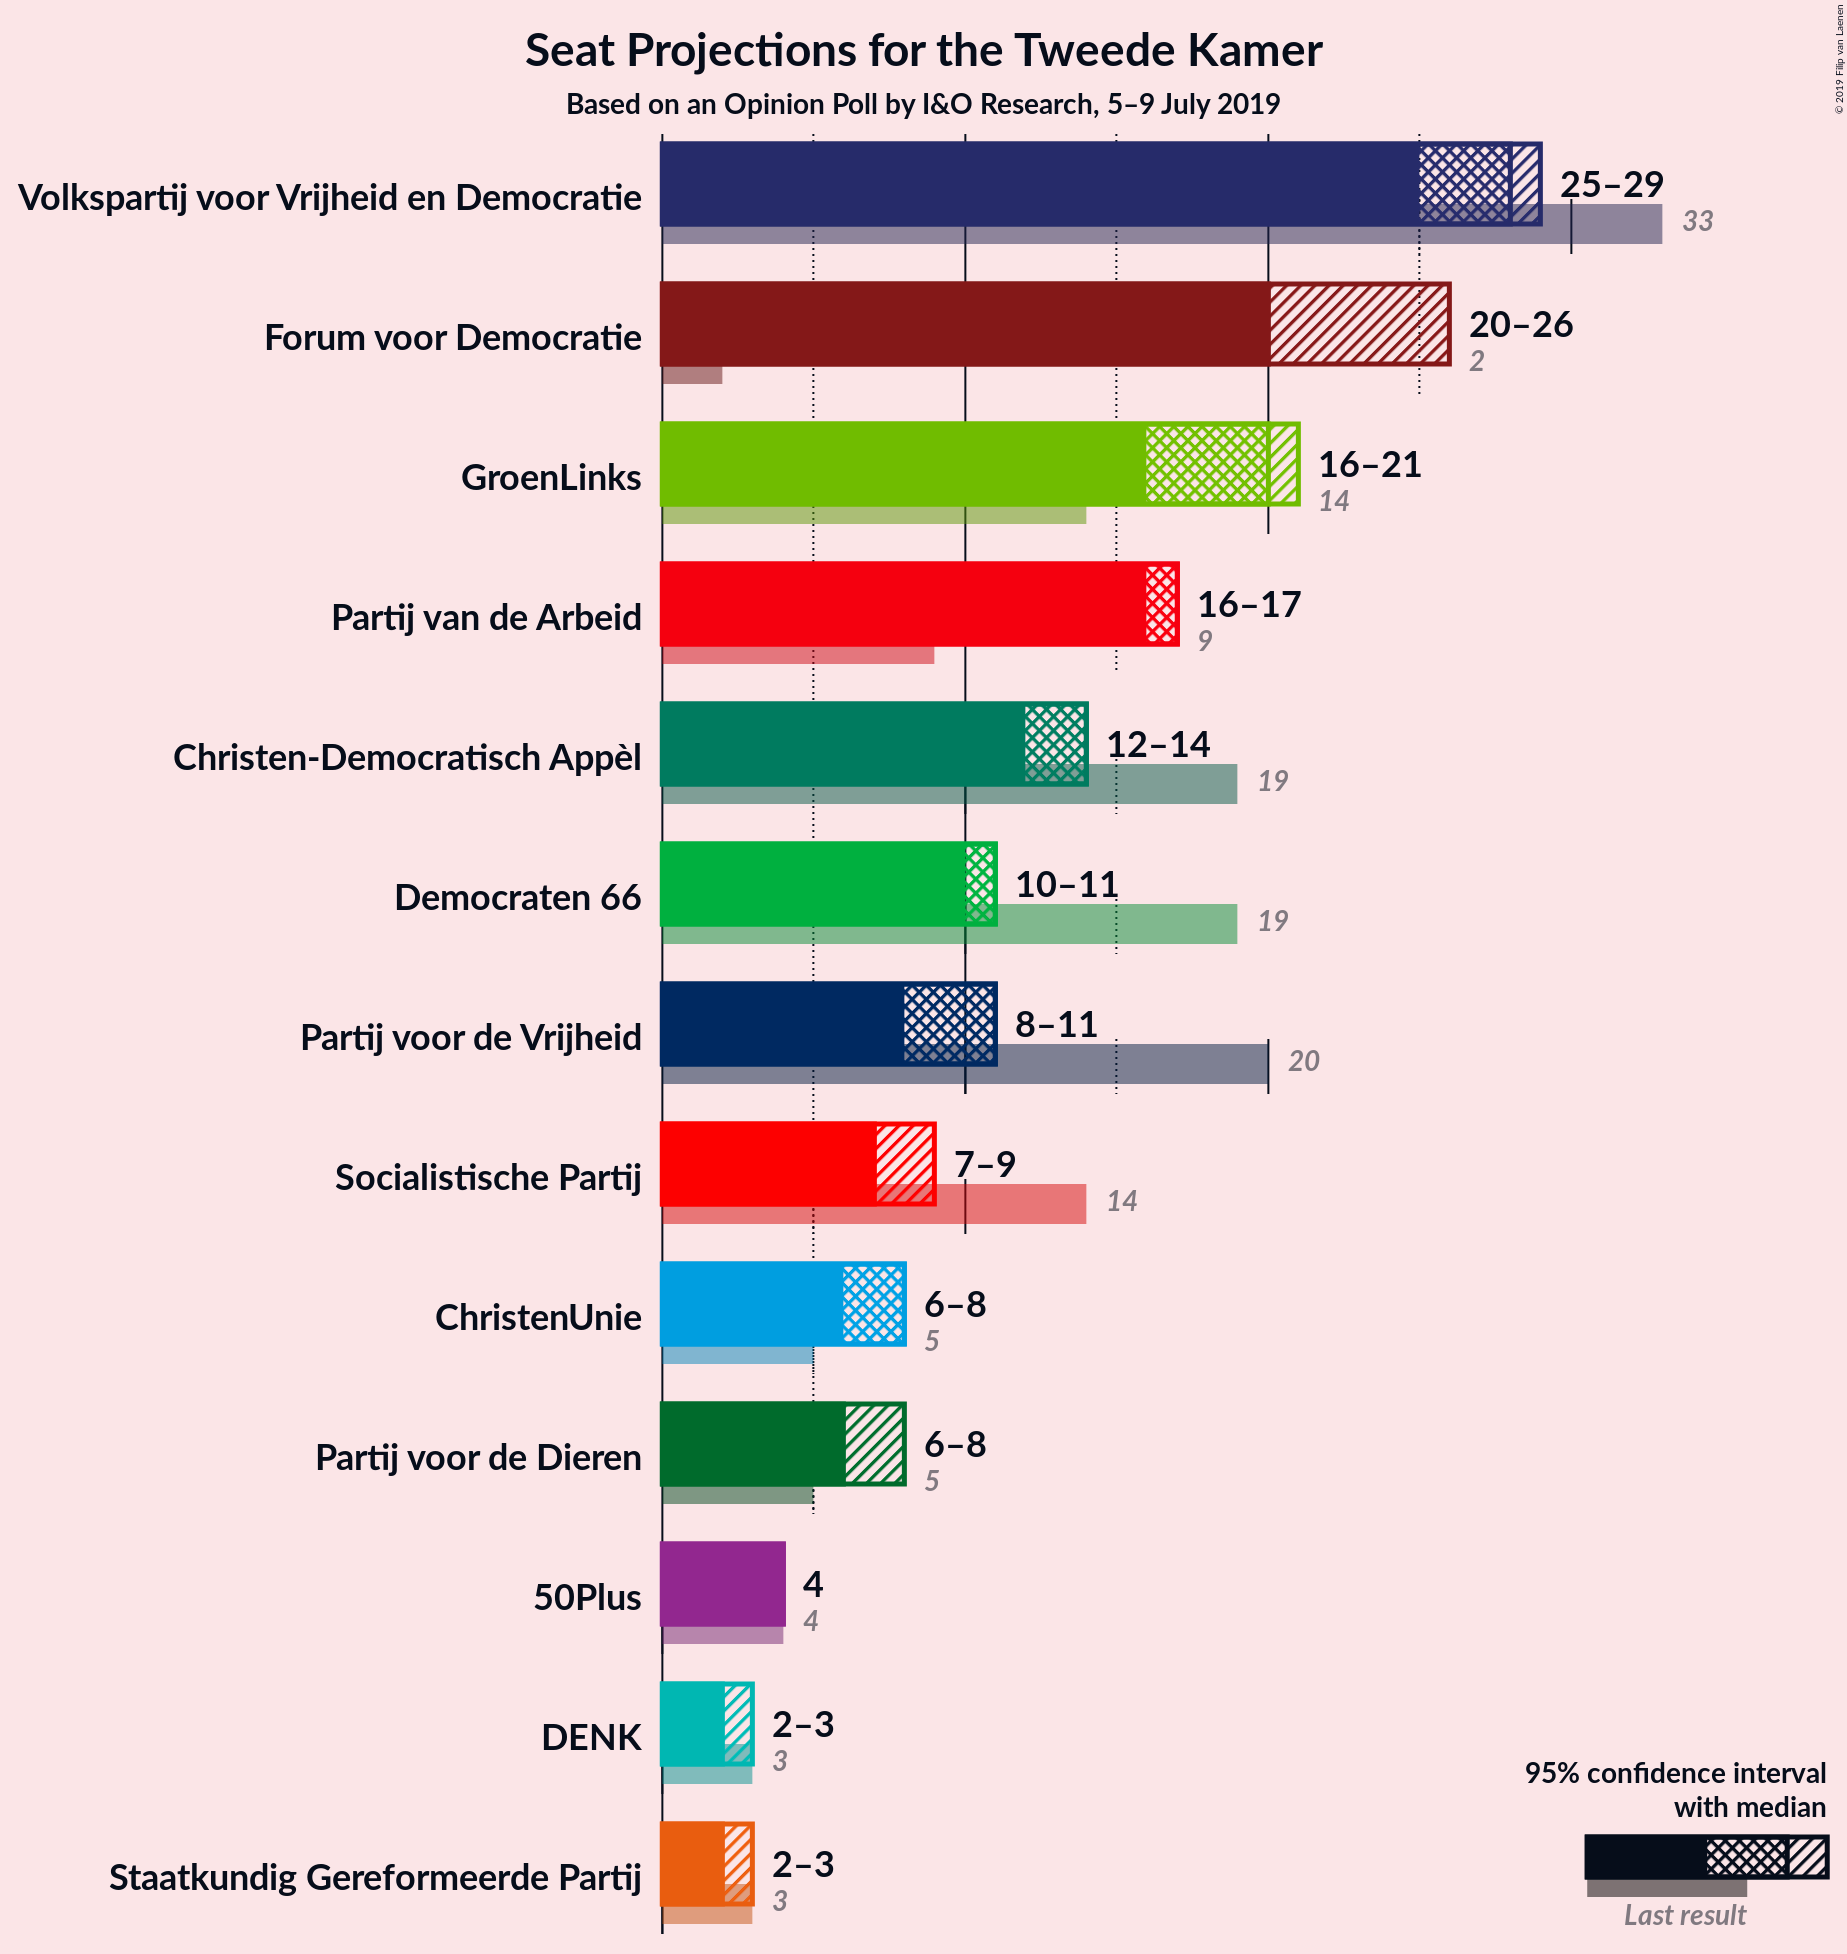 Seat Projections for the Tweede Kamer
Based on an Opinion Poll by I&O Research, 5–9 July 2019
© 2019 Filip van Laenen
Volkspartij voor Vrijheid en Democratie
25–29
33
Forum voor Democratie
20–26
2
GroenLinks
16–21
14
Partij van de Arbeid
16–17
9
Christen-Democratisch Appèl
12–14
19
Democraten 66
10–11
19
Partij voor de Vrijheid
8–11
20
Socialistische Partij
7–9
14
ChristenUnie
6–8
5
Partij voor de Dieren
6–8
5
50Plus
4
4
DENK
2–3
3
Staatkundig Gereformeerde Partij
2–3
3
95% confidence interval
with median
Last result